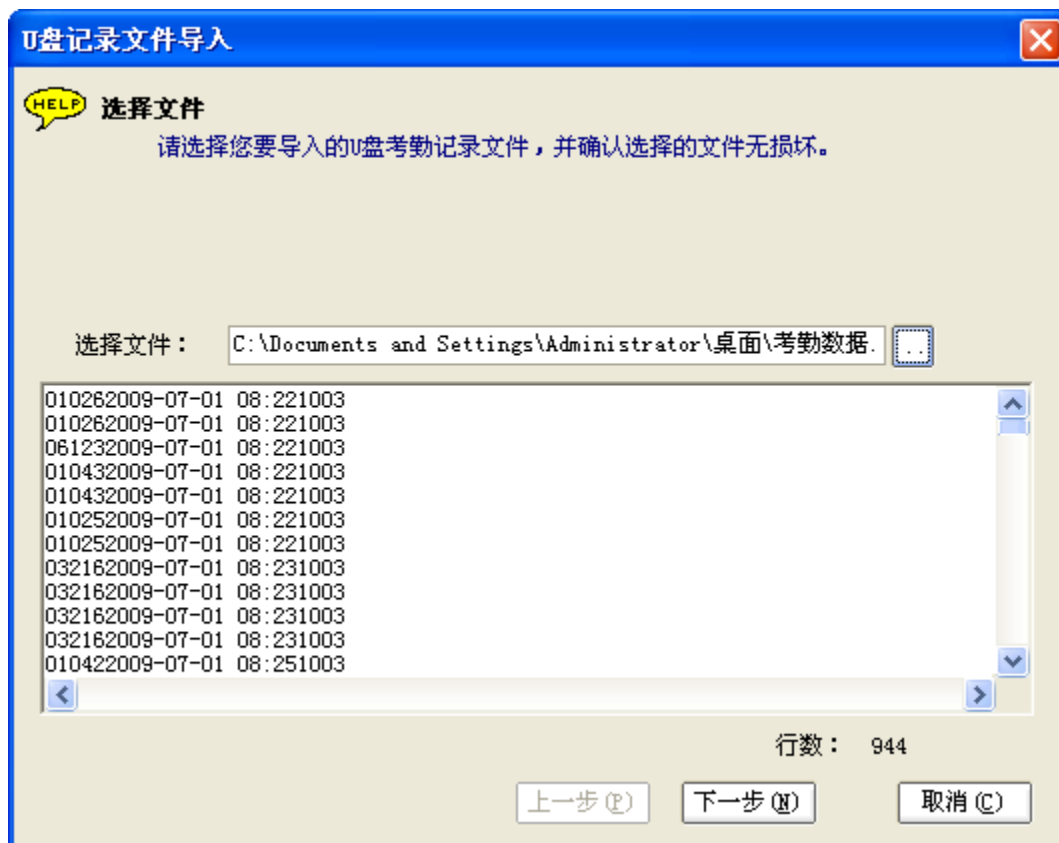 U盘记录文件导入
HELP 选择文件
请选择您要导入的U盘考勤记录文件，并确认选择的文件无损坏。
选择文件： C:\Documents and Settings\Administrator\桌面\考勤数据. ..
010262009-07-01 08:221003
010262009-07-01 08:221003
061232009-07-01 08:221003
010432009-07-01 08:221003
010432009-07-01 08:221003
010252009-07-01 08:221003
010252009-07-01 08:221003
032162009-07-01 08:231003
032162009-07-01 08:231003
032162009-07-01 08:231003
032162009-07-01 08:231003
010422009-07-01 08:251003
行数： 944
上一步(P) 下一步(N) 取消(C)